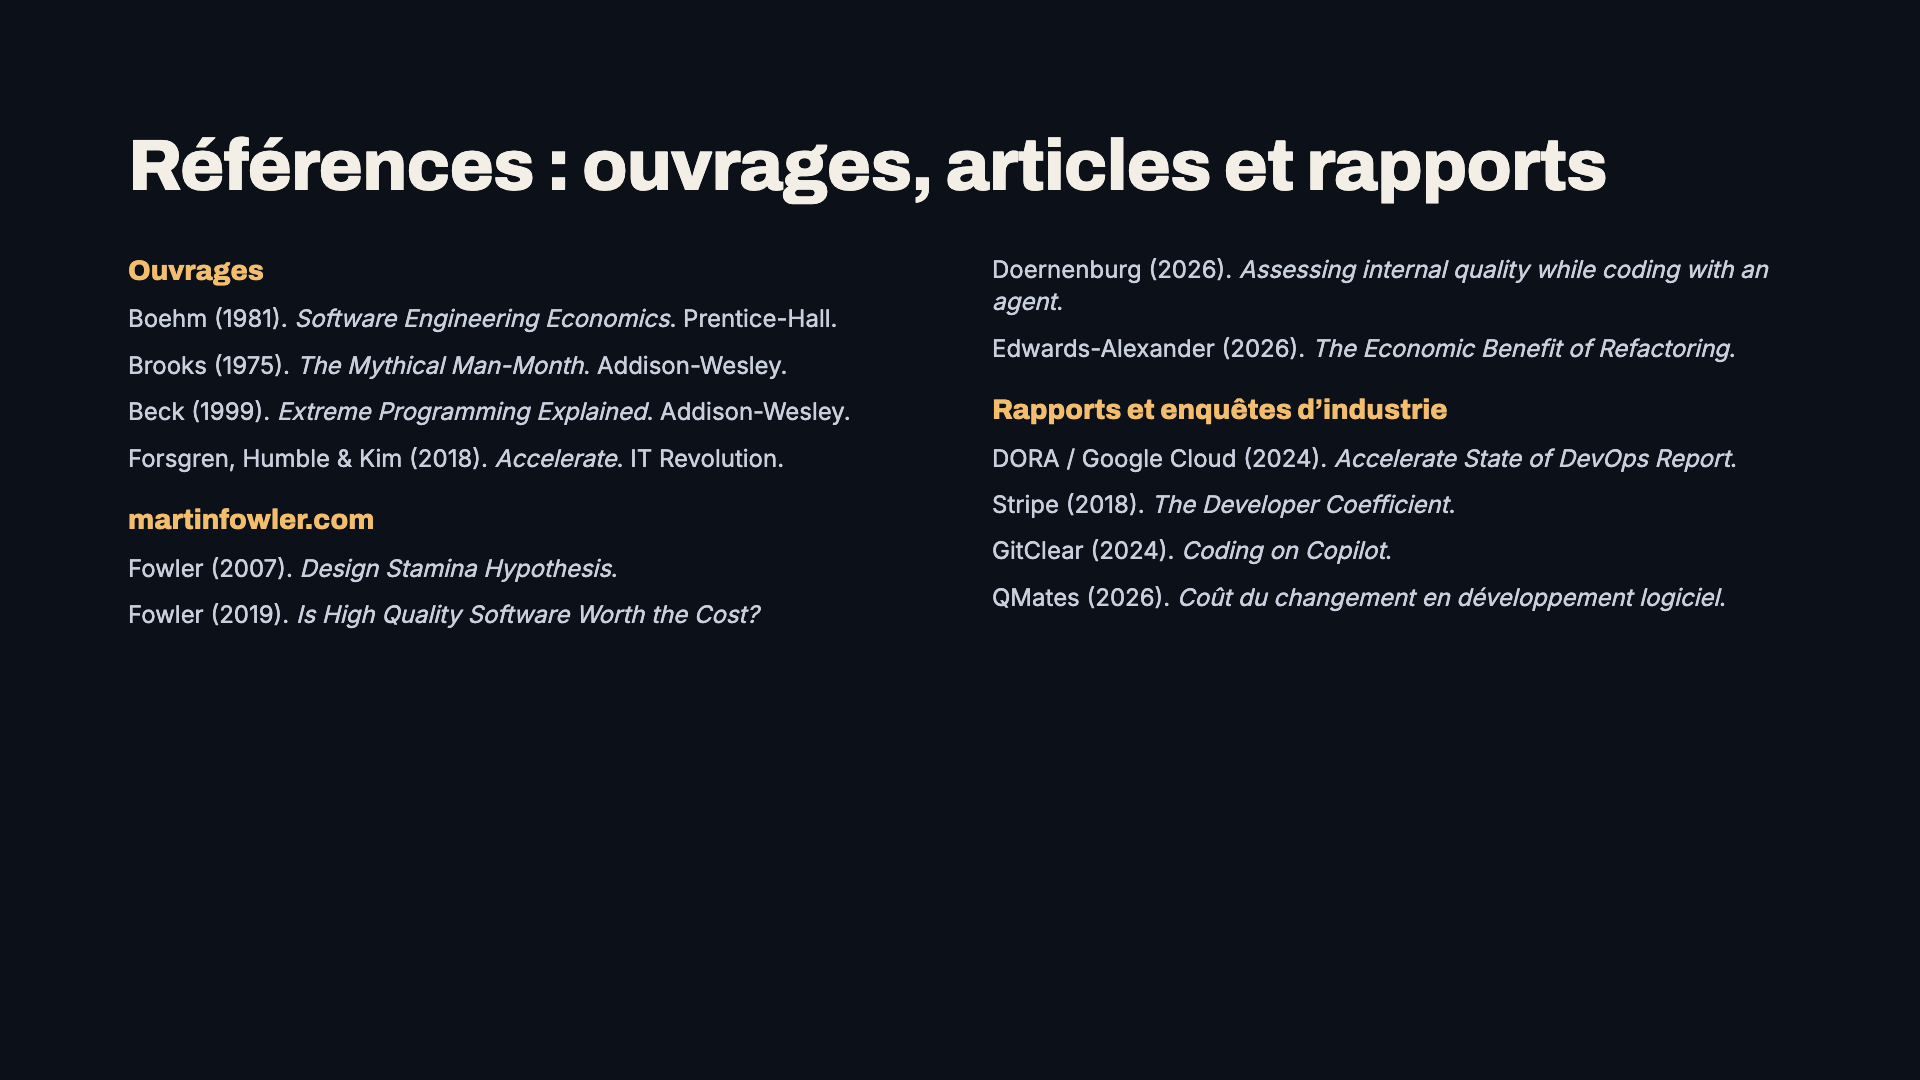 Références : ouvrages, articles et rapports
Ouvrages
Boehm (1981). Software Engineering Economics. Prentice-Hall.
Brooks (1975). The Mythical Man-Month. Addison-Wesley.
Beck (1999). Extreme Programming Explained. Addison-Wesley.
Forsgren, Humble & Kim (2018). Accelerate. IT Revolution.
martinfowler.com
Fowler (2007). Design Stamina Hypothesis.
Fowler (2019). Is High Quality Software Worth the Cost?
Doernenburg (2026). Assessing internal quality while coding with an
agent.
Edwards-Alexander (2026). The Economic Benefit of Refactoring.
Rapports et enquêtes d’industrie
DORA / Google Cloud (2024). Accelerate State of DevOps Report.
Stripe (2018). The Developer Coefficient.
GitClear (2024). Coding on Copilot.
QMates (2026). Coût du changement en développement logiciel.